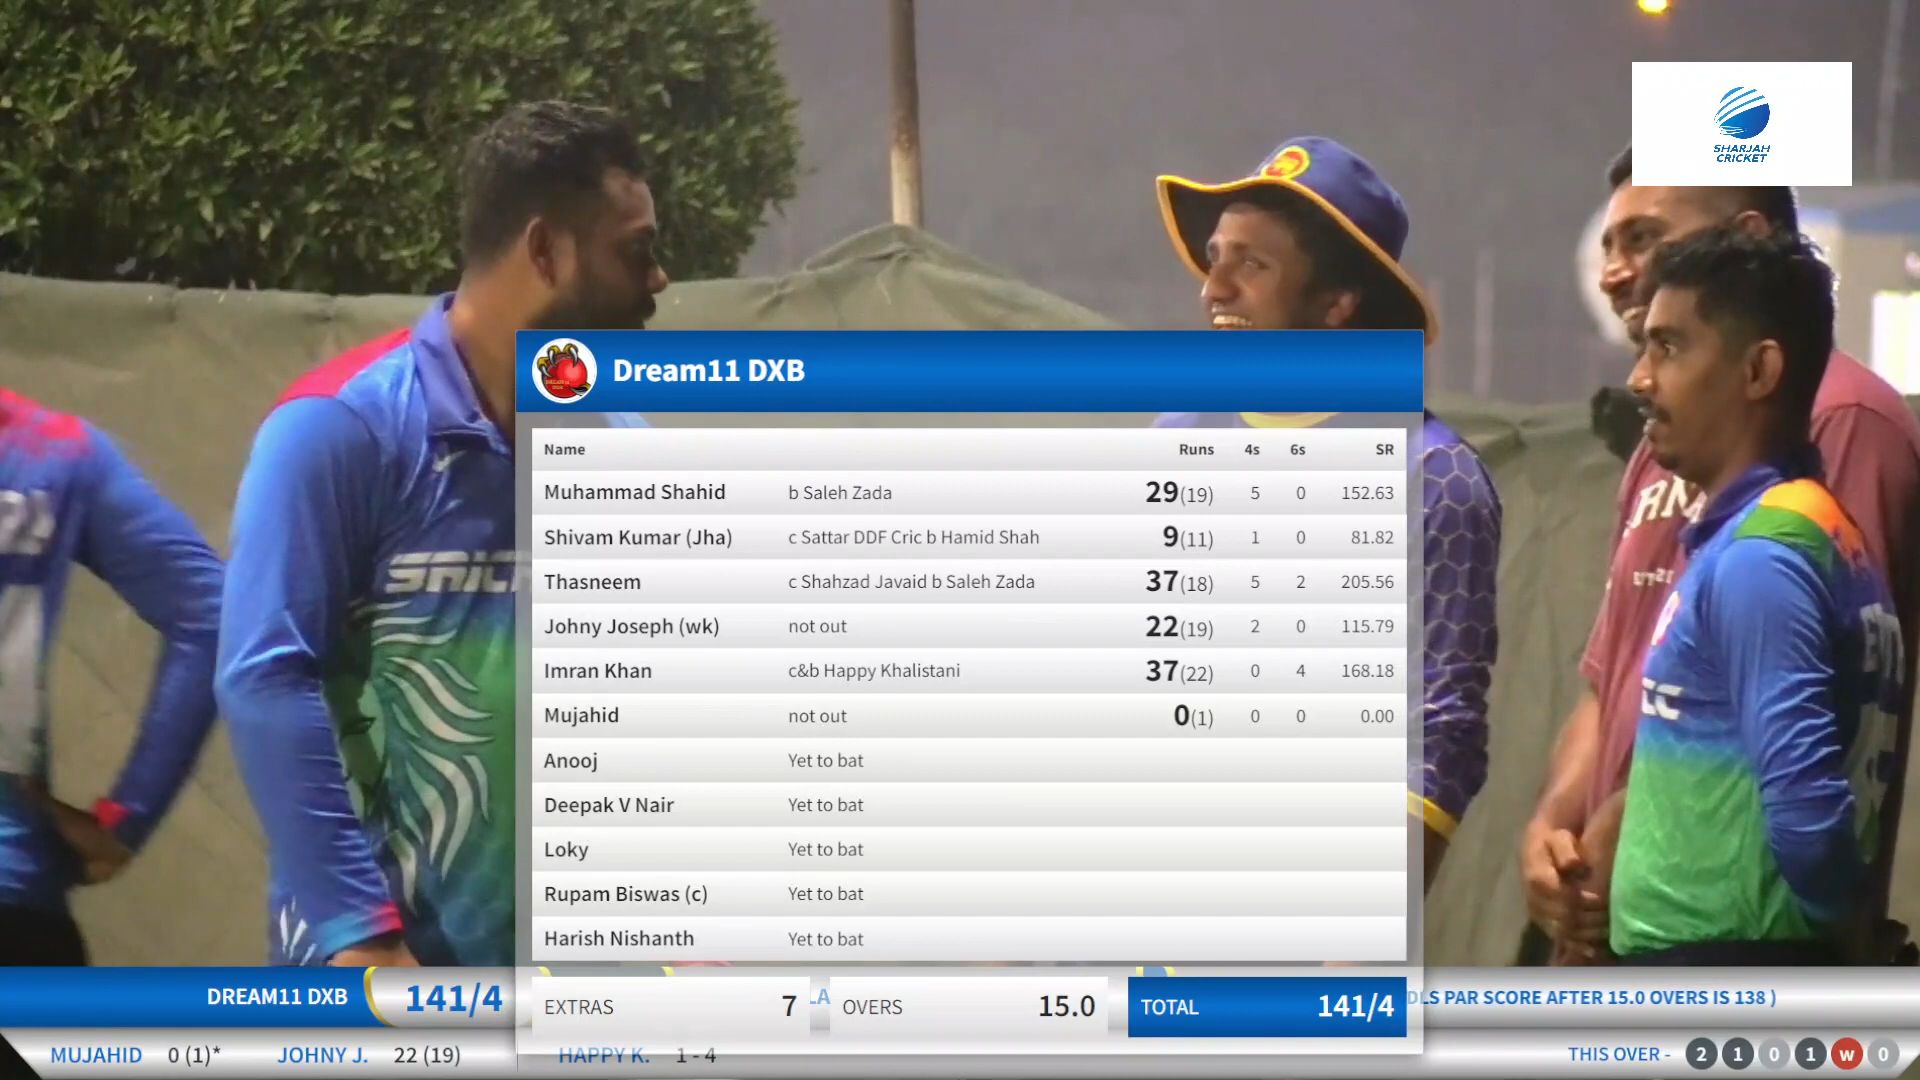 SHARJAH
CRICKET
Dream11 DXB
Name Runs 4s 6s SR
Muhammad Shahid b Saleh Zada 29(19) 5 0 152.63
Shivam Kumar (Jha) c Sattar DDF Cric b Hamid Shah 9(11) 1 0 81.82
Thasneem c Shahzad Javaid b Saleh Zada 37(18) 5 2 205.56
Johny Joseph (wk) not out 22(19) 2 0 115.79
Imran Khan c&b Happy Khalistani 37(22) 0 4 168.18
Mujahid not out 0(1) 0 0 0.00
Anooj Yet to bat
Deepak V Nair Yet to bat
Loky Yet to bat
Rupam Biswas (c) Yet to bat
Harish Nishanth Yet to bat
EXTRAS 7 OVERS 15.0 TOTAL 141/4
DREAM11 DXB 141/4 DLS PAR SCORE AFTER 15.0 OVERS IS 138 )
MUJAHID 0 (1)* JOHNY J. 22 (19) HAPPY K. 1 - 4 THIS OVER - 2 1 0 1 W 0